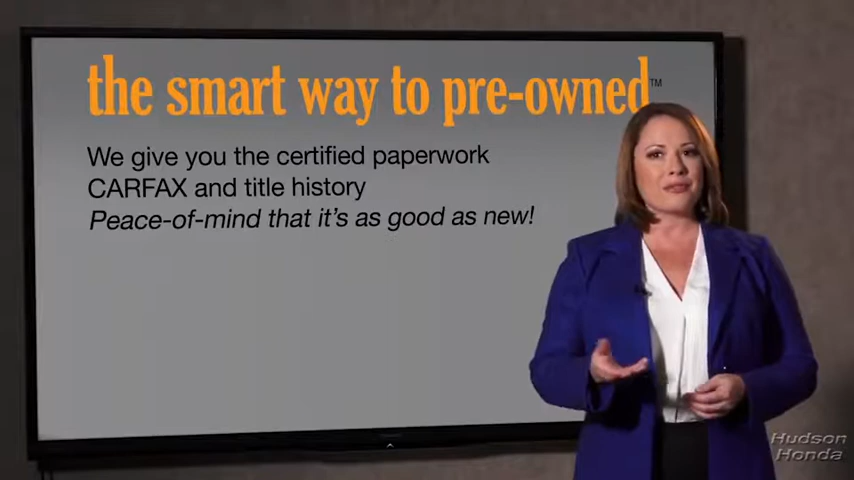 the smart way to pre-owned™
We give you the certified paperwork
CARFAX and title history
Peace-of-mind that it's as good as new!
Hudson
Honda